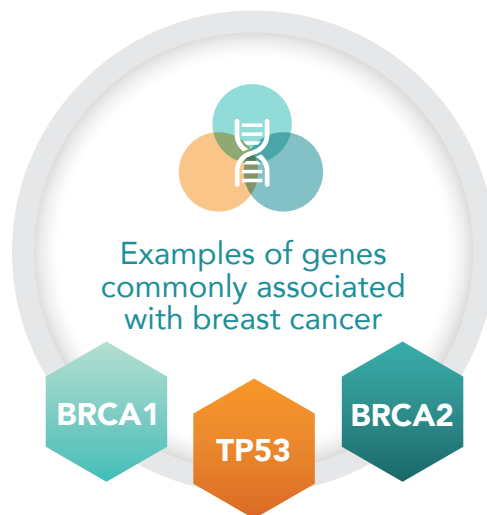 Examples of genes
commonly associated
with breast cancer
BRCA1
TP53
BRCA2